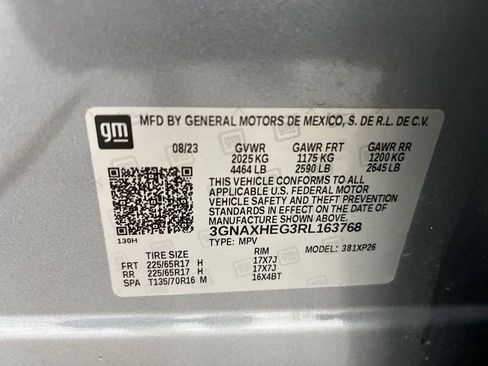 gm
MFD BY GENERAL MOTORS DE MEXICO, S. DE R.L. DE C.V.
08/23 GVWR GAWR FRT GAWR RR
2025 KG 1175 KG 1200 KG
4464 LB 2590 LB 2645 LB
THIS VEHICLE CONFORMS TO ALL
APPLICABLE U.S. FEDERAL MOTOR
VEHICLE SAFETY AND THEFT
PREVENTION STANDARDS IN EFFECT ON THE DATE OF
MANUFACTURE SHOWN ABOVE.
3GNAXHEG3RL163768
130H TYPE: MPV MODEL: 381XP26
TIRE SIZE RIM
FRT 225/65R17 H 17X7J
RR 225/65R17 H 17X7J
SPA T135/70R16 M 16X4BT